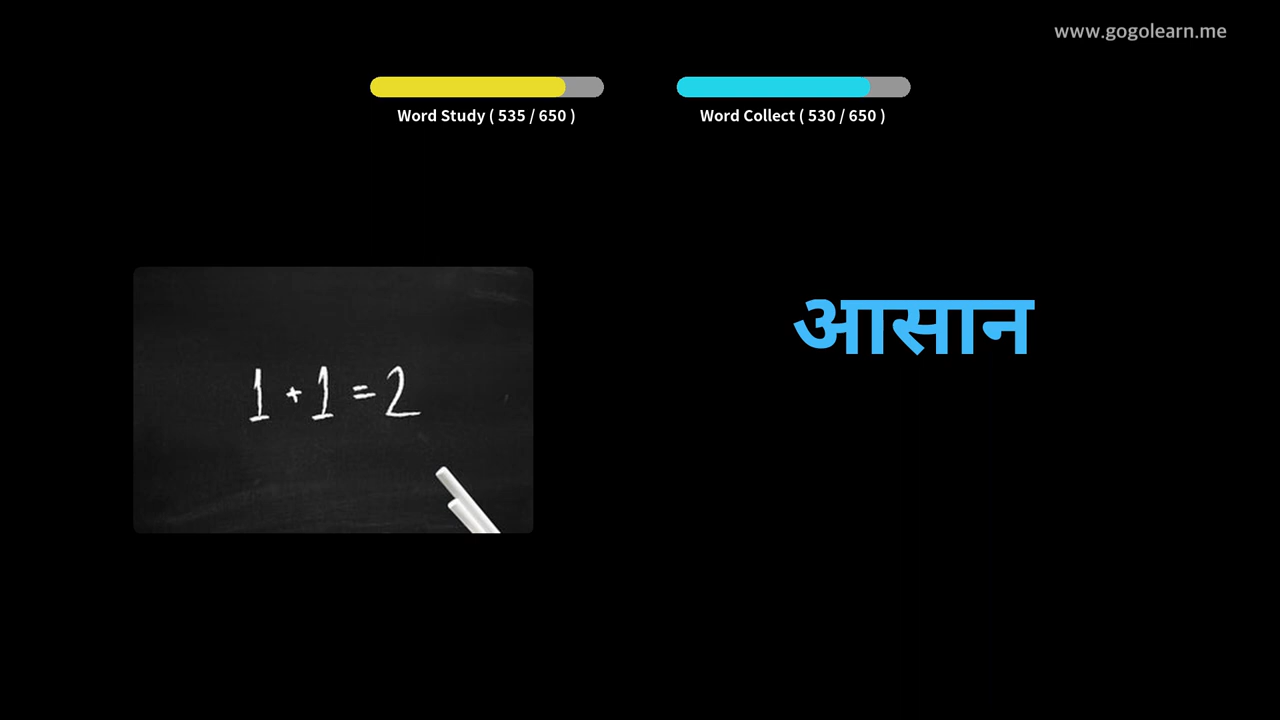 www.gogolearn.me
Word Study ( 535 / 650 )
Word Collect ( 530 / 650 )
आसान
1 + 1 = 2